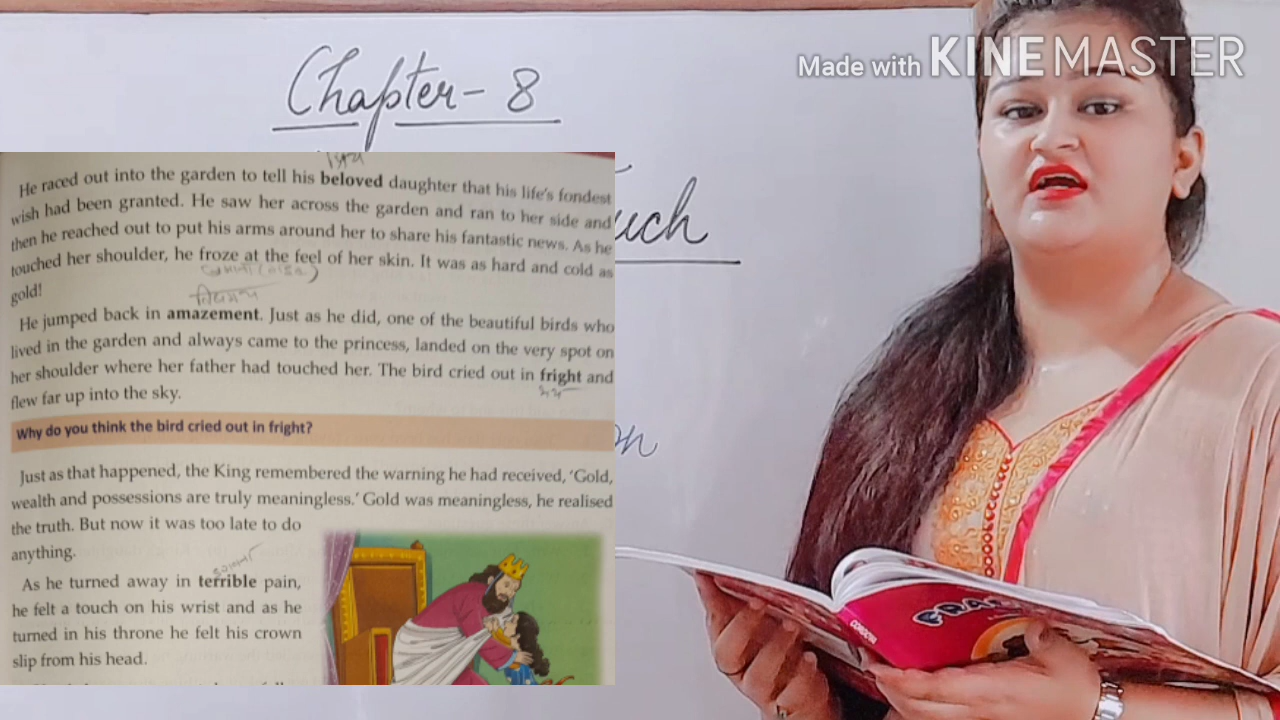 Chapter - 8
Made with KINEMASTER
uch
on
He raced out into the garden to tell his beloved daughter that his life's fondest
wish had been granted. He saw her across the garden and ran to her side and
then he reached out to put his arms around her to share his fantastic news. As he
touched her shoulder, he froze at the feel of her skin. It was as hard and cold as
gold!
He jumped back in amazement. Just as he did, one of the beautiful birds who
lived in the garden and always came to the princess, landed on the very spot on
her shoulder where her father had touched her. The bird cried out in fright and
flew far up into the sky.
Why do you think the bird cried out in fright?
Just as that happened, the King remembered the warning he had received, 'Gold,
wealth and possessions are truly meaningless.' Gold was meaningless, he realised
the truth. But now it was too late to do
anything.
As he turned away in terrible pain,
he felt a touch on his wrist and as he
turned in his throne he felt his crown
slip from his head.
CORDOVA